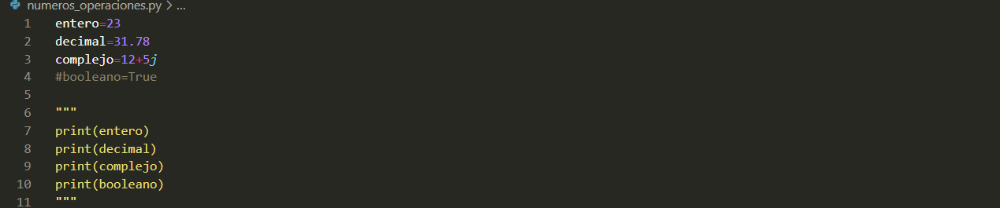 numeros_operaciones.py > ...
1 entero=23
2 decimal=31.78
3 complejo=12+5j
4 #booleano=True
5
6 """
7 print(entero)
8 print(decimal)
9 print(complejo)
10 print(booleano)
11 """